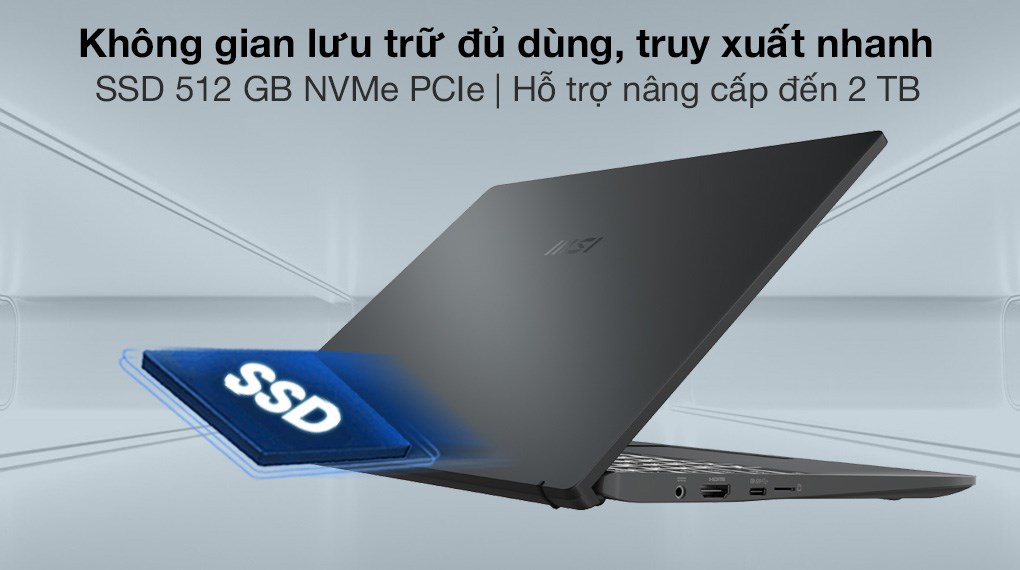 Không gian lưu trữ đủ dùng, truy xuất nhanh
SSD 512 GB NVMe PCIe | Hỗ trợ nâng cấp đến 2 TB
msi
SSD
HDMI